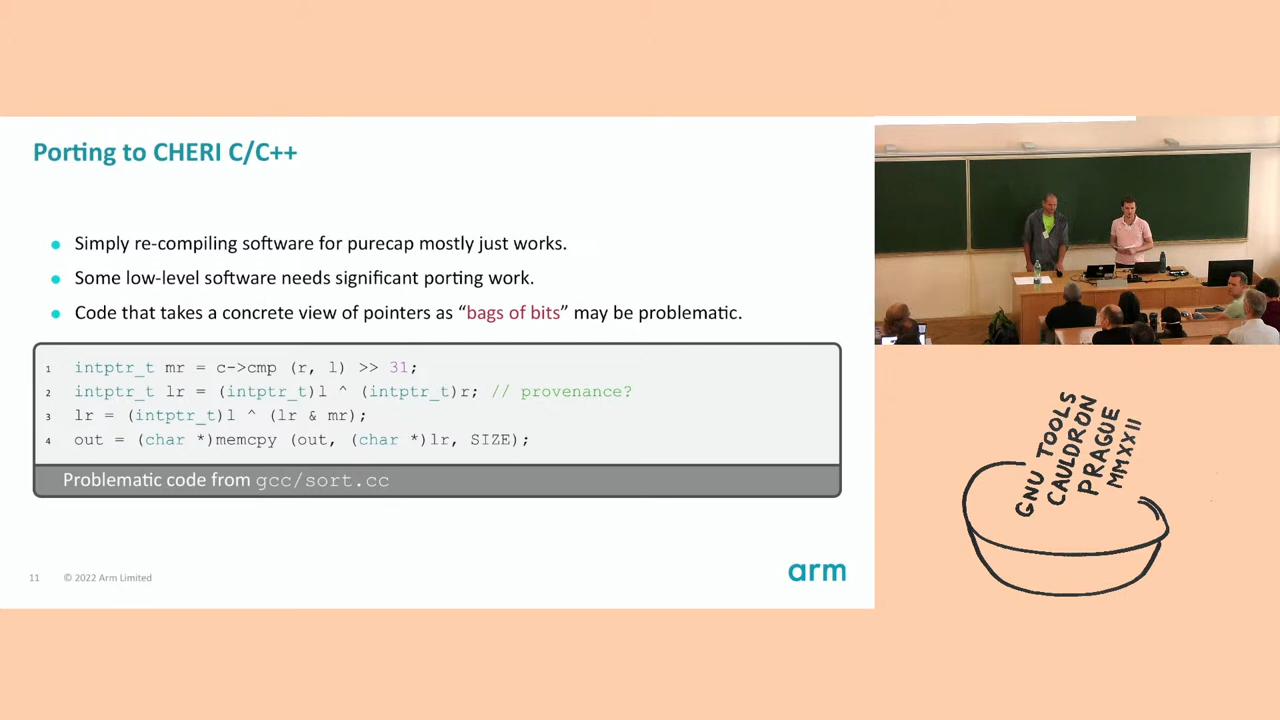 Porting to CHERI C/C++
Simply re-compiling software for purecap mostly just works.
Some low-level software needs significant porting work.
Code that takes a concrete view of pointers as “bags of bits” may be problematic.
1 intptr_t mr = c->cmp (r, l) >> 31;
2 intptr_t lr = (intptr_t)l ^ (intptr_t)r; // provenance?
3 lr = (intptr_t)l ^ (lr & mr);
4 out = (char *)memcpy (out, (char *)lr, SIZE);
Problematic code from gcc/sort.cc
11 © 2022 Arm Limited
arm
GNU TOOLS
CAULDRON
PRAGUE
MMXXII